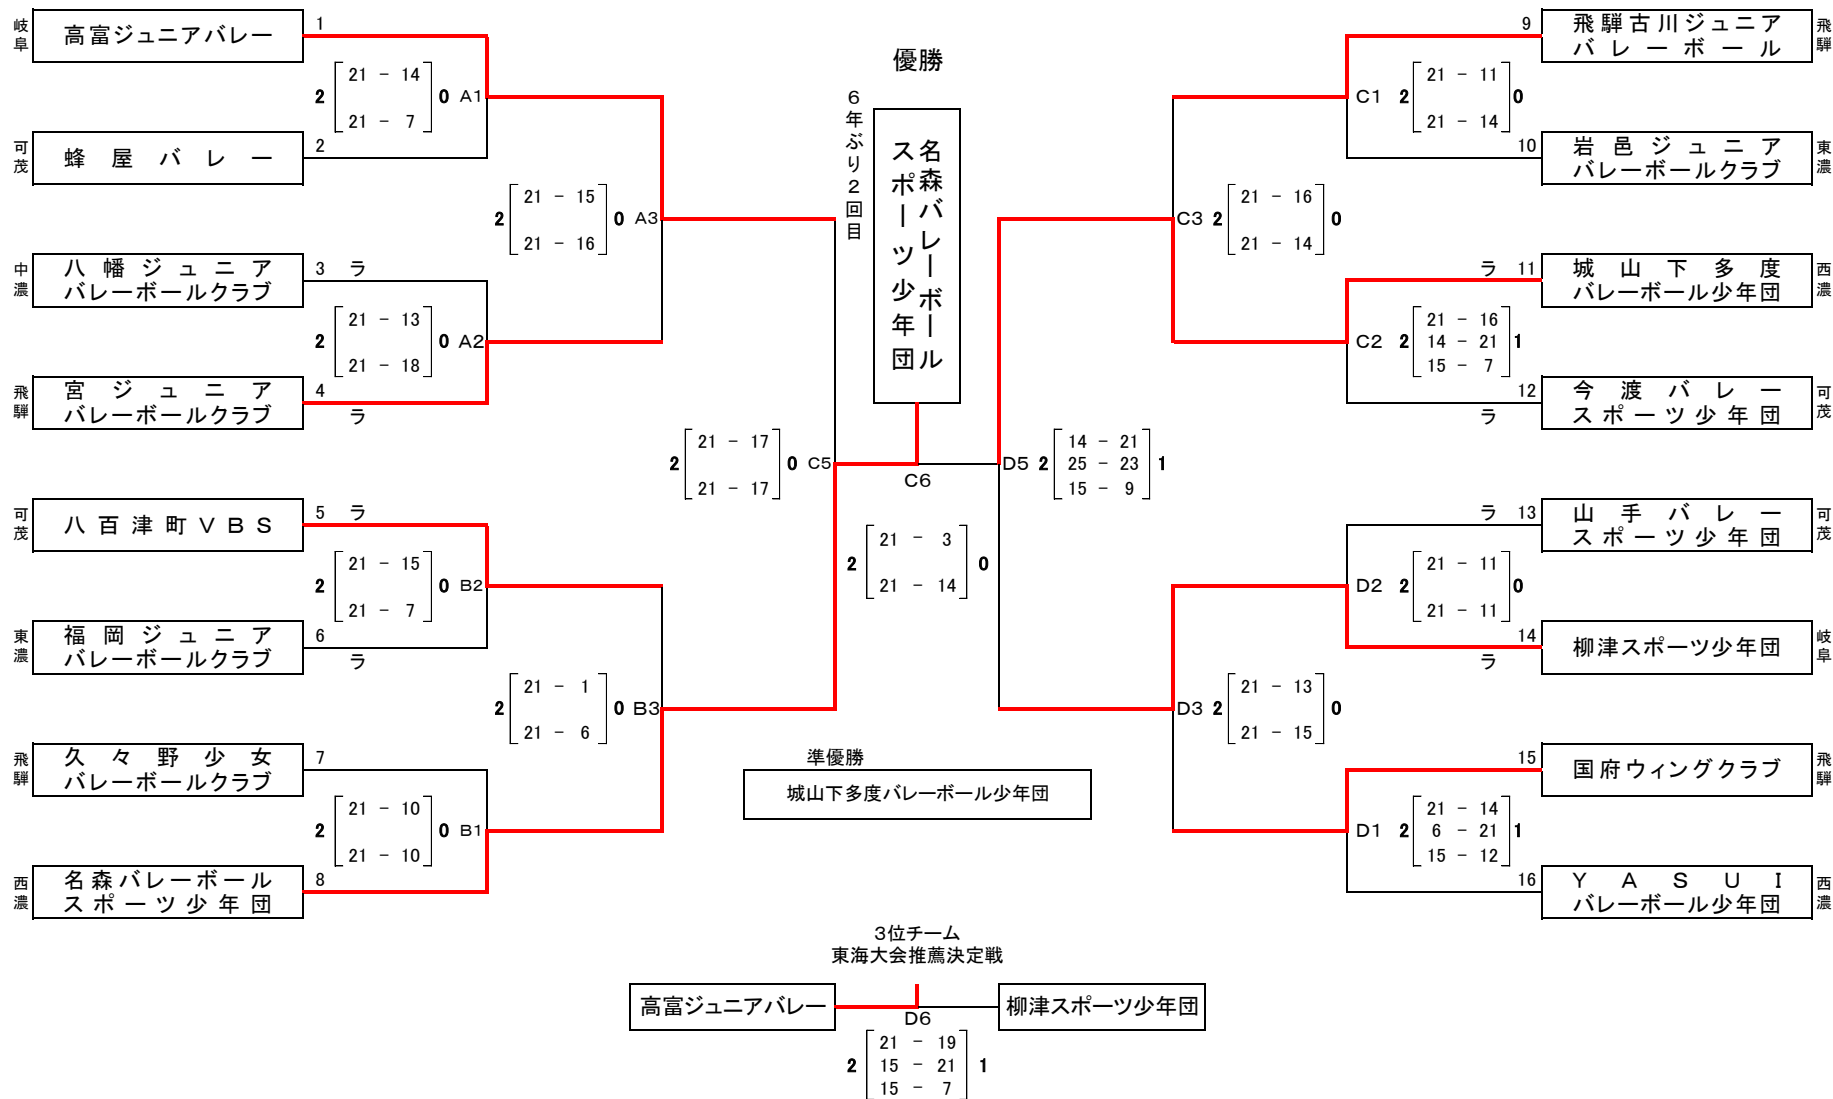 岐阜
高富ジュニアバレー
1
2
21 － 14
21 － 7
0
A1
可茂
蜂屋バレー
2
2
21 － 15
21 － 16
0
A3
中濃
八幡ジュニア
バレーボールクラブ
3
ラ
2
21 － 13
21 － 18
0
A2
飛騨
宮ジュニア
バレーボールクラブ
4
ラ
2
21 － 17
21 － 17
0
C5
可茂
八百津町ＶＢＳ
5
ラ
2
21 － 15
21 － 7
0
B2
東濃
福岡ジュニア
バレーボールクラブ
6
ラ
2
21 － 1
21 － 6
0
B3
飛騨
久々野少女
バレーボールクラブ
7
2
21 － 10
21 － 10
0
B1
西濃
名森バレーボール
スポーツ少年団
8
優勝
6年ぶり2回目
名森バレーボール
スポーツ少年団
C6
2
21 － 3
21 － 14
0
準優勝
城山下多度バレーボール少年団
9
飛騨古川ジュニア
バレーボール
飛騨
C1
2
21 － 11
21 － 14
0
10
岩邑ジュニア
バレーボールクラブ
東濃
C3
2
21 － 16
21 － 14
0
ラ
11
城山下多度
バレーボール少年団
西濃
C2
2
21 － 16
14 － 21
15 － 7
1
12
ラ
今渡バレー
スポーツ少年団
可茂
D5
2
14 － 21
25 － 23
15 － 9
1
ラ
13
山手バレー
スポーツ少年団
可茂
D2
2
21 － 11
21 － 11
0
14
ラ
柳津スポーツ少年団
岐阜
D3
2
21 － 13
21 － 15
0
15
国府ウィングクラブ
飛騨
D1
2
21 － 14
6 － 21
15 － 12
1
16
ＹＡＳＵＩ
バレーボール少年団
西濃
3位チーム
東海大会推薦決定戦
高富ジュニアバレー
柳津スポーツ少年団
D6
2
21 － 19
15 － 21
15 － 7
1